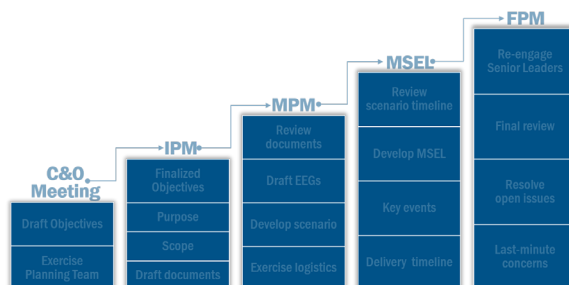 C&O
Meeting
Draft Objectives
Exercise
Planning Team
IPM
Finalized
Objectives
Purpose
Scope
Draft documents
MPM
Review
documents
Draft EEGs
Develop scenario
Exercise logistics
MSEL
Review
scenario timeline
Develop MSEL
Key events
Delivery timeline
FPM
Re-engage
Senior Leaders
Final review
Resolve
open issues
Last-minute
concerns